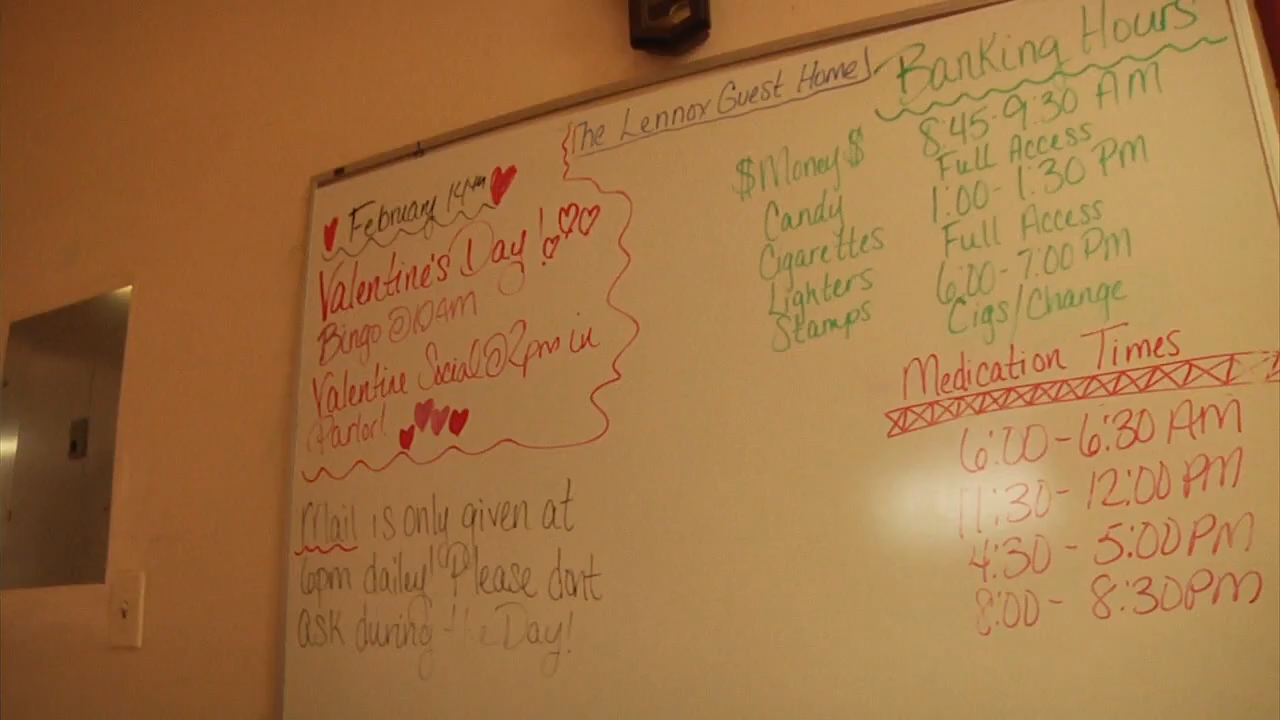 The Lennox Guest Home!
February 14th
Valentine's Day!
Bingo @ 10 AM
Valentine Social @ 2pm in
Parlor!
Mail is only given at
6pm dailey! Please dont
ask during the Day!
$Money$
Candy
Cigarettes
Lighters
Stamps
Banking Hours
8:45-9:30 AM
Full Access
1:00-1:30 PM
Full Access
6:00-7:00 PM
Cigs/Change
Medication Times
6:00-6:30 AM
11:30-12:00 PM
4:30-5:00 PM
8:00-8:30 PM